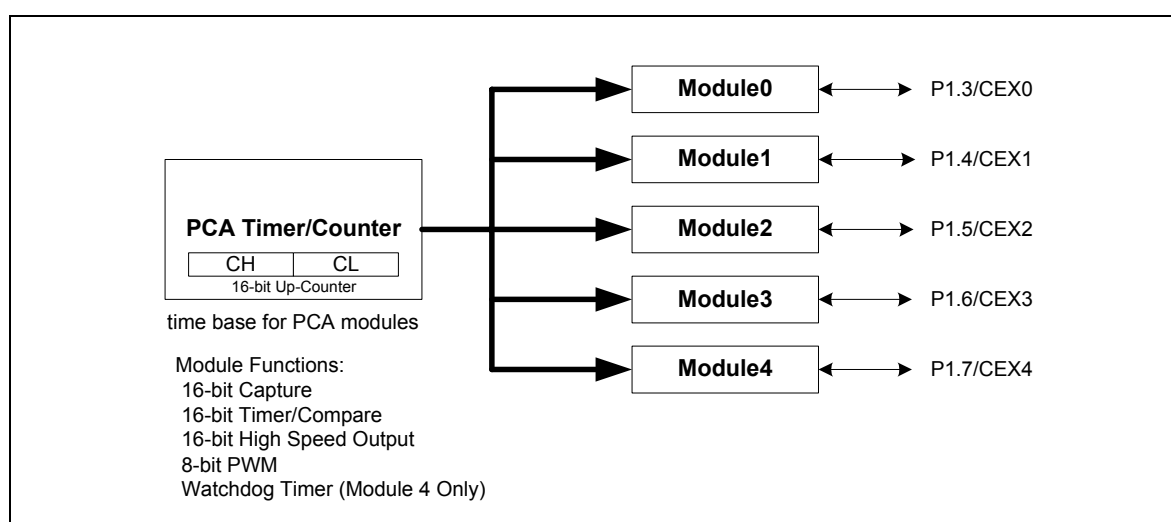 Module0
P1.3/CEX0
Module1
P1.4/CEX1
PCA Timer/Counter
CH
CL
16-bit Up-Counter
time base for PCA modules
Module2
P1.5/CEX2
Module3
P1.6/CEX3
Module4
P1.7/CEX4
Module Functions:
16-bit Capture
16-bit Timer/Compare
16-bit High Speed Output
8-bit PWM
Watchdog Timer (Module 4 Only)